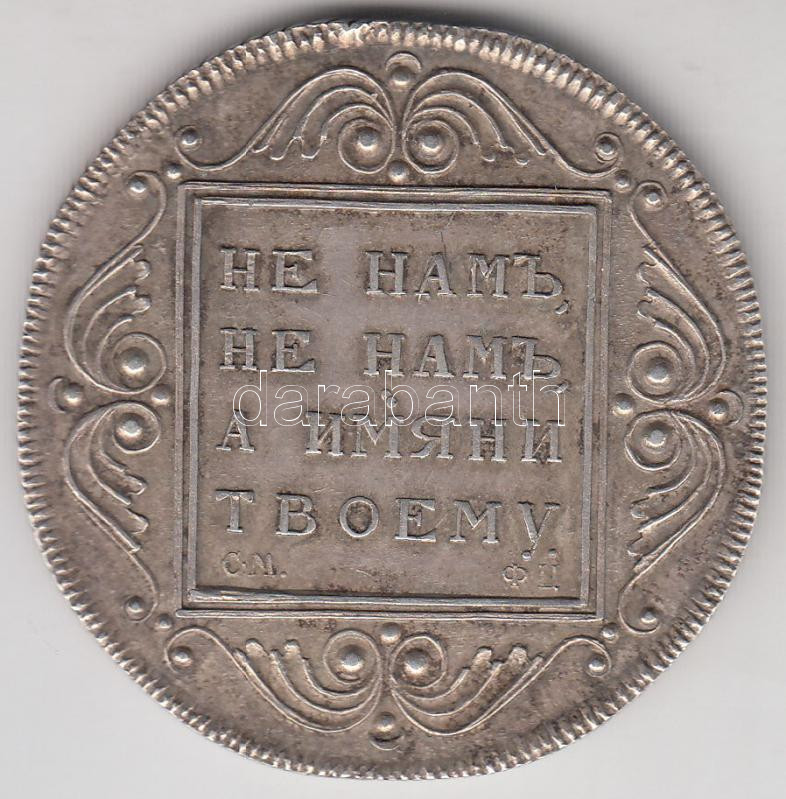 НЕ НАМЪ,
НЕ НАМЪ,
А ИМЯНИ
ТВОЕМУ.
С.М. ФЦ
darabanth